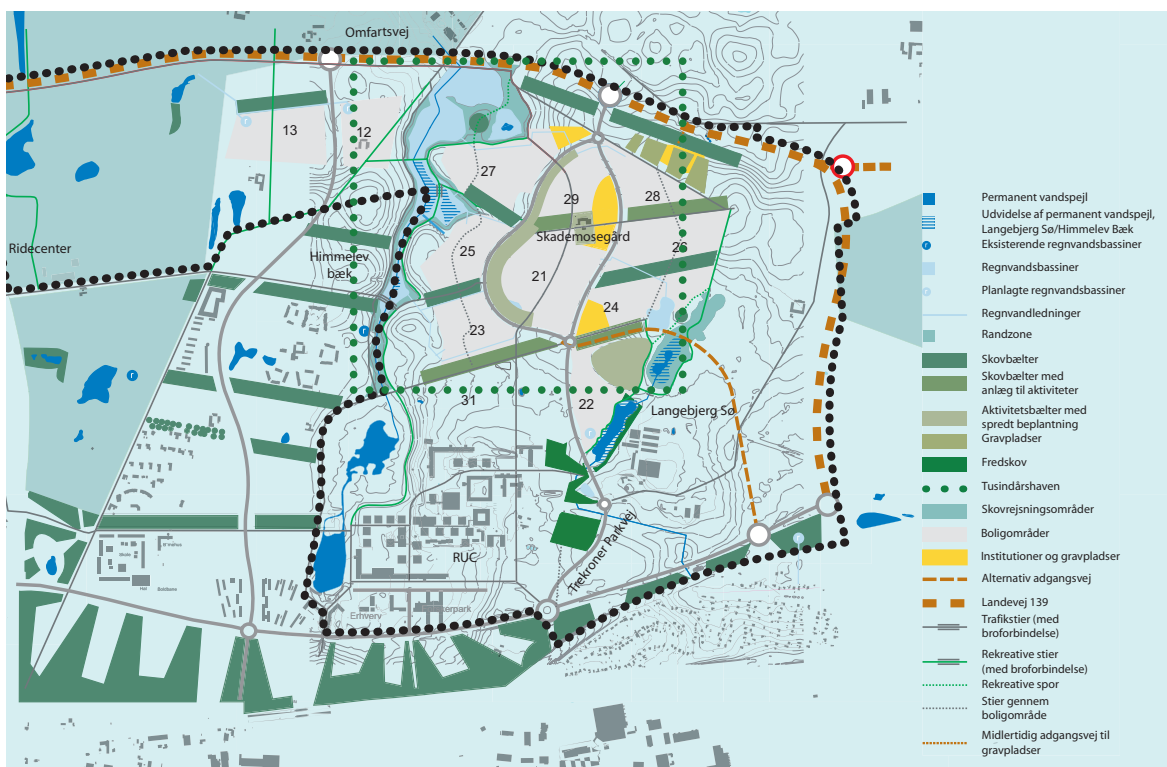 Omfartsvej
13
12
27
29
28
Skademosegård
Ridecenter
Himmelev
bæk
25
26
21
24
23
31
22
Langebjerg Sø
RUC
Trekroner Parkvej
Erhverv
r
r
r
r
r
r
r
Permanent vandspejl
Udvidelse af permanent vandspejl,
Langebjerg Sø/Himmelev Bæk
Eksisterende regnvandsbassiner
Regnvandsbassiner
Planlagte regnvandsbassiner
Regnvandledninger
Randzone
Skovbælter
Skovbælter med
anlæg til aktiviteter
Aktivitetsbælter med
spredt beplantning
Gravpladser
Fredskov
Tusindårshaven
Skovrejsningsområder
Boligområder
Institutioner og gravpladser
Alternativ adgangsvej
Landevej 139
Trafikstier (med
broforbindelse)
Rekreative stier
(med broforbindelse)
Rekreative spor
Stier gennem
boligområde
Midlertidig adgangsvej til
gravpladser